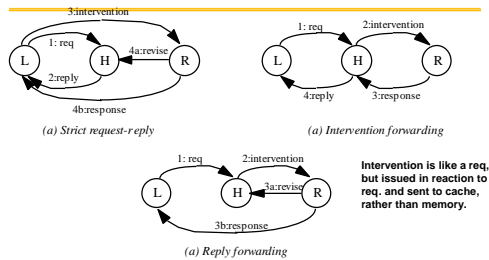 3:intervention
1: req
4a:revise
L
H
R
2:reply
4b:response
(a) Strict request-reply
1: req
2:intervention
L
H
R
4:reply
3:response
(a) Intervention forwarding
1: req
2:intervention
3a:revise
L
H
R
3b:response
(a) Reply forwarding
Intervention is like a req,
but issued in reaction to
req. and sent to cache,
rather than memory.